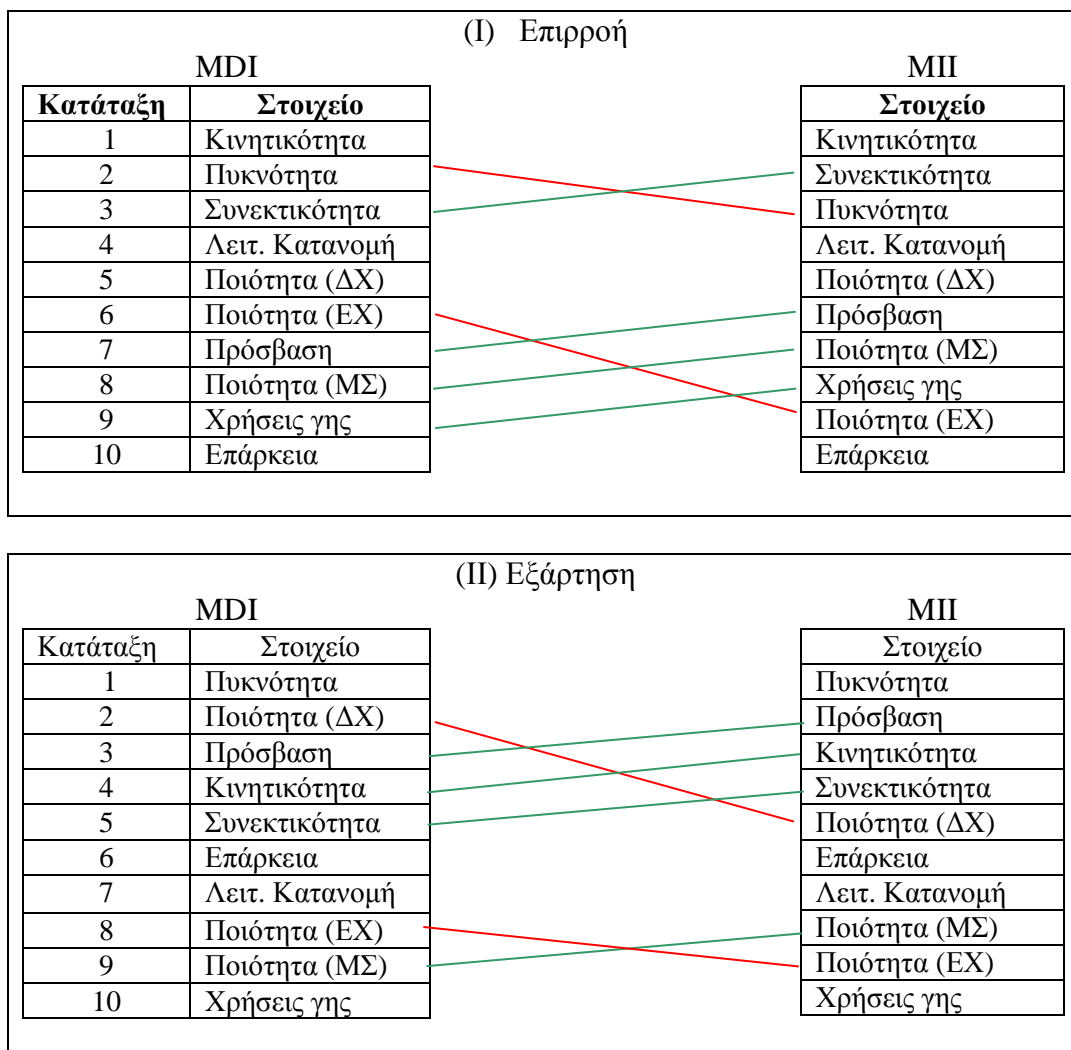 (I) Επιρροή
MDI MII
Κατάταξη Στοιχείο Στοιχείο
1 Κινητικότητα Κινητικότητα
2 Πυκνότητα Συνεκτικότητα
3 Συνεκτικότητα Πυκνότητα
4 Λειτ. Κατανομή Λειτ. Κατανομή
5 Ποιότητα (ΔΧ) Ποιότητα (ΔΧ)
6 Ποιότητα (ΕΧ) Πρόσβαση
7 Πρόσβαση Ποιότητα (ΜΣ)
8 Ποιότητα (ΜΣ) Χρήσεις γης
9 Χρήσεις γης Ποιότητα (ΕΧ)
10 Επάρκεια Επάρκεια
(II) Εξάρτηση
MDI MII
Κατάταξη Στοιχείο Στοιχείο
1 Πυκνότητα Πυκνότητα
2 Ποιότητα (ΔΧ) Πρόσβαση
3 Πρόσβαση Κινητικότητα
4 Κινητικότητα Συνεκτικότητα
5 Συνεκτικότητα Ποιότητα (ΔΧ)
6 Επάρκεια Επάρκεια
7 Λειτ. Κατανομή Λειτ. Κατανομή
8 Ποιότητα (ΕΧ) Ποιότητα (ΜΣ)
9 Ποιότητα (ΜΣ) Ποιότητα (ΕΧ)
10 Χρήσεις γης Χρήσεις γης